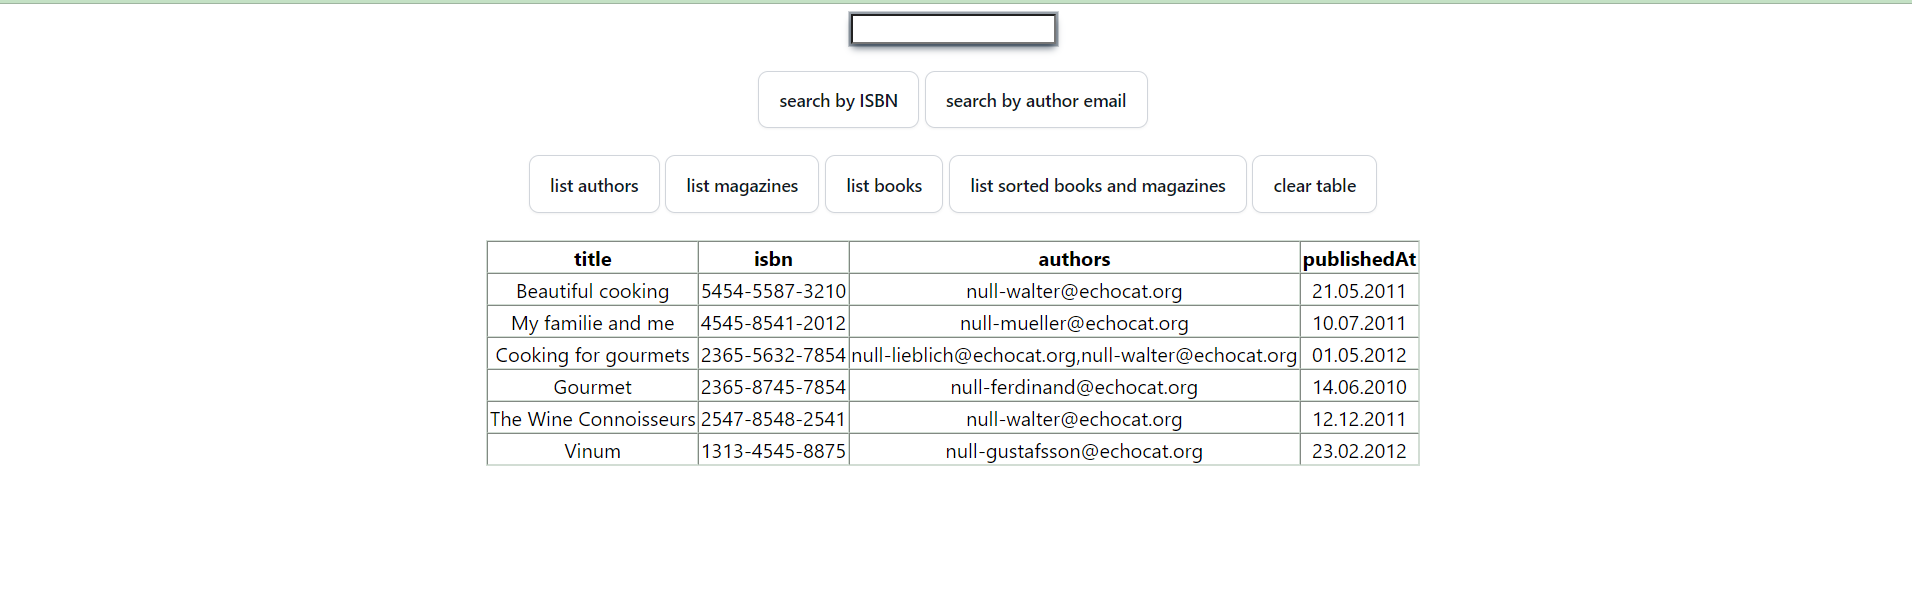 search by ISBN search by author email
list authors list magazines list books list sorted books and magazines clear table
title isbn authors publishedAt
Beautiful cooking 5454-5587-3210 null-walter@echocat.org 21.05.2011
My familie and me 4545-8541-2012 null-mueller@echocat.org 10.07.2011
Cooking for gourmets 2365-5632-7854 null-lieblich@echocat.org,null-walter@echocat.org 01.05.2012
Gourmet 2365-8745-7854 null-ferdinand@echocat.org 14.06.2010
The Wine Connoisseurs 2547-8548-2541 null-walter@echocat.org 12.12.2011
Vinum 1313-4545-8875 null-gustafsson@echocat.org 23.02.2012